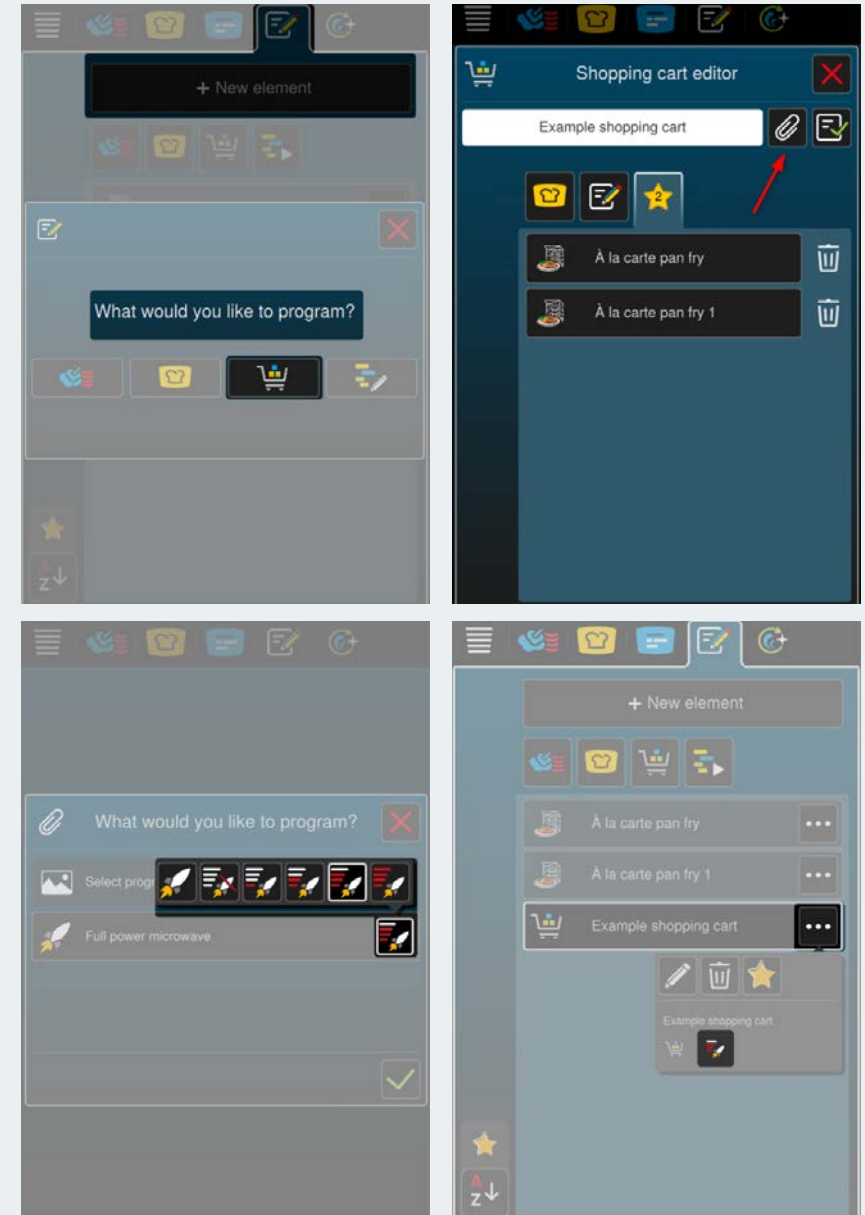 + New element
What would you like to program?
Shopping cart editor
Example shopping cart
2
À la carte pan fry
À la carte pan fry 1
A
Z
What would you like to program?
Select prog
Full power microwave
+ New element
À la carte pan fry
À la carte pan fry 1
Example shopping cart
Example shopping cart
A
Z